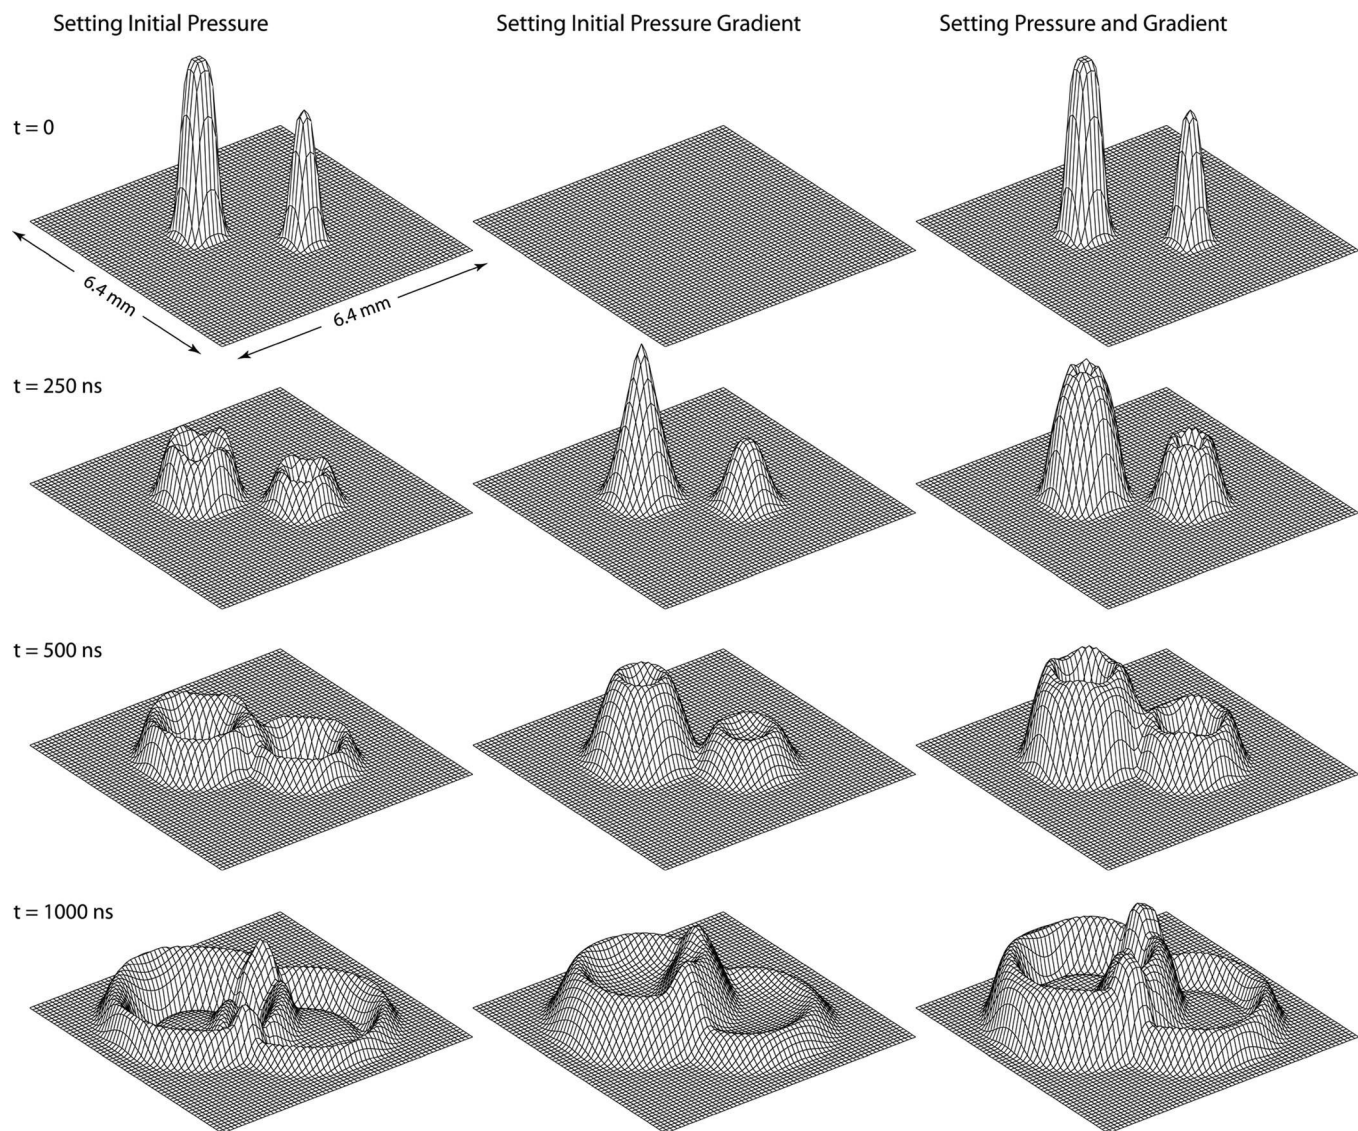 Setting Initial Pressure
Setting Initial Pressure Gradient
Setting Pressure and Gradient
t = 0
6.4 mm
6.4 mm
t = 250 ns
t = 500 ns
t = 1000 ns